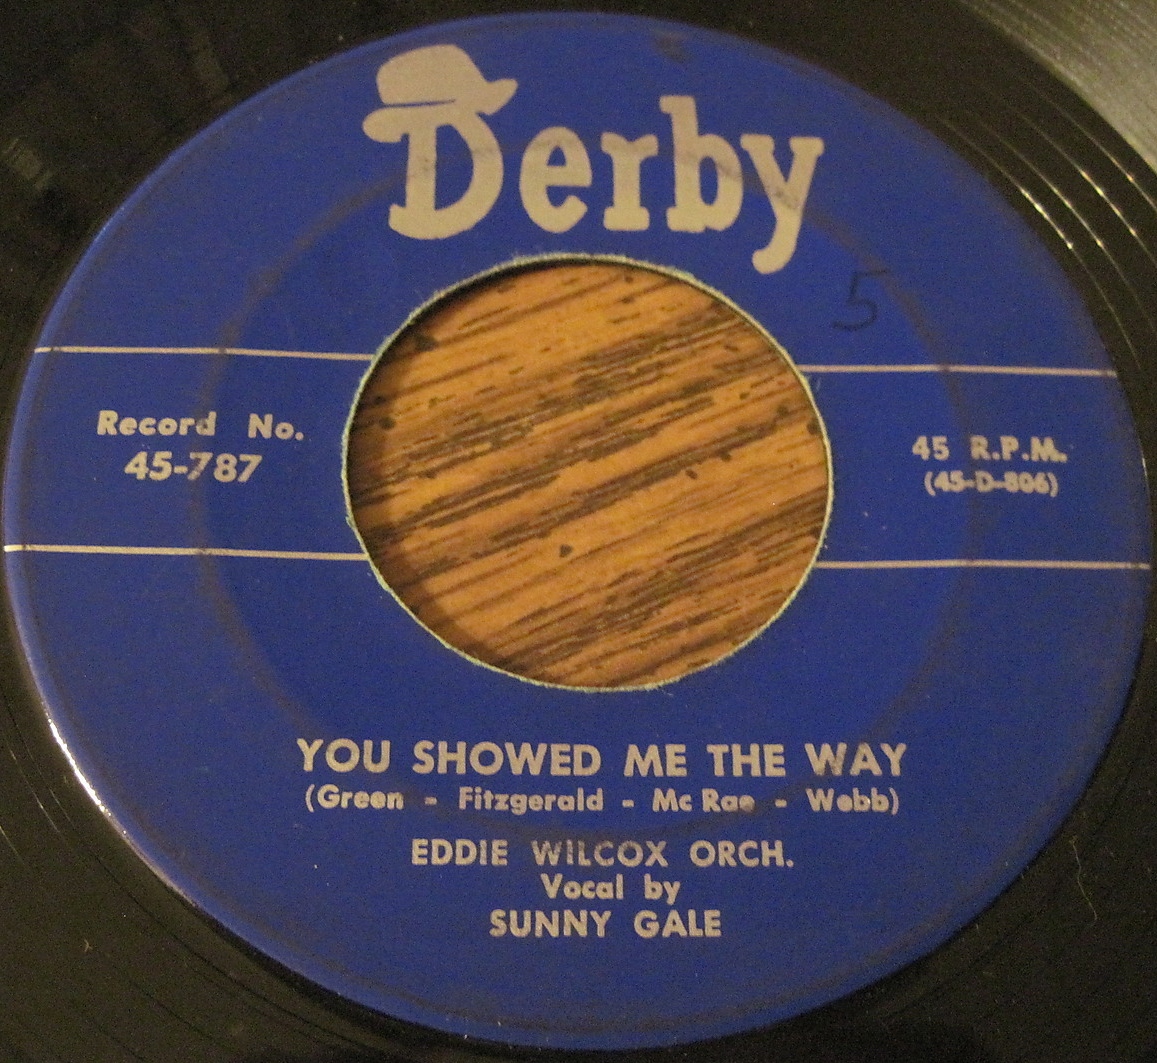 Derby
5
Record No.
45-787
45 R.P.M.
(45-D-806)
YOU SHOWED ME THE WAY
(Green - Fitzgerald - Mc Rae - Webb)
EDDIE WILCOX ORCH.
Vocal by
SUNNY GALE